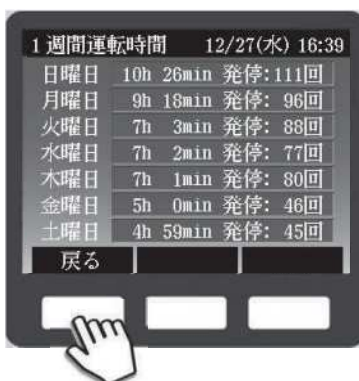 1週間運転時間 12/27(水) 16:39
日曜日 10h 26min 発停:111回
月曜日 9h 18min 発停: 96回
火曜日 7h 3min 発停: 88回
水曜日 7h 2min 発停: 77回
木曜日 7h 1min 発停: 80回
金曜日 5h 0min 発停: 46回
土曜日 4h 59min 発停: 45回
戻る